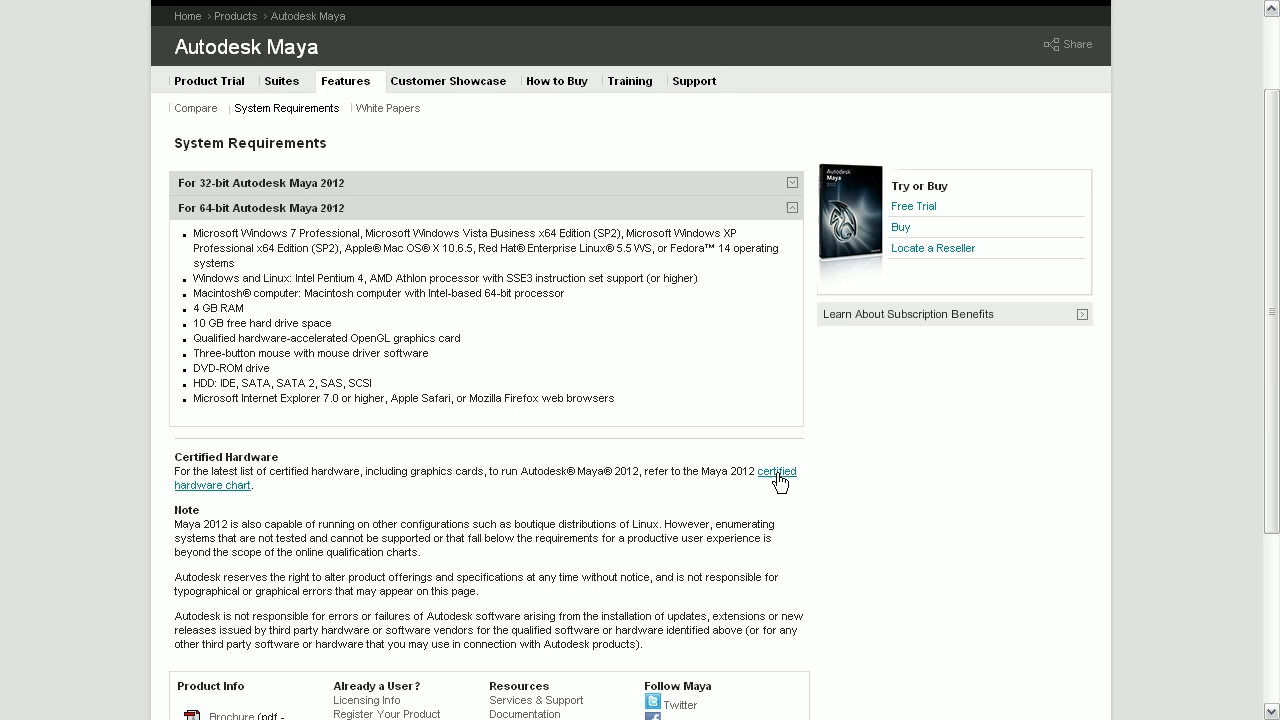 Home > Products > Autodesk Maya
Autodesk Maya
Share
Product Trial
Suites
Features
Customer Showcase
How to Buy
Training
Support
Compare
System Requirements
White Papers
System Requirements
For 32-bit Autodesk Maya 2012
For 64-bit Autodesk Maya 2012
Microsoft Windows 7 Professional, Microsoft Windows Vista Business x64 Edition (SP2), Microsoft Windows XP
Professional x64 Edition (SP2), Apple® Mac OS® X 10.6.5, Red Hat® Enterprise Linux® 5.5 WS, or Fedora™ 14 operating
systems
Windows and Linux: Intel Pentium 4, AMD Athlon processor with SSE3 instruction set support (or higher)
Macintosh® computer: Macintosh computer with Intel-based 64-bit processor
4 GB RAM
10 GB free hard drive space
Qualified hardware-accelerated OpenGL graphics card
Three-button mouse with mouse driver software
DVD-ROM drive
HDD: IDE, SATA, SATA 2, SAS, SCSI
Microsoft Internet Explorer 7.0 or higher, Apple Safari, or Mozilla Firefox web browsers
Autodesk
Maya
2012
Try or Buy
Free Trial
Buy
Locate a Reseller
Learn About Subscription Benefits
Certified Hardware
For the latest list of certified hardware, including graphics cards, to run Autodesk® Maya® 2012, refer to the Maya 2012 certified
hardware chart.
Note
Maya 2012 is also capable of running on other configurations such as boutique distributions of Linux. However, enumerating
systems that are not tested and cannot be supported or that fall below the requirements for a productive user experience is
beyond the scope of the online qualification charts.
Autodesk reserves the right to alter product offerings and specifications at any time without notice, and is not responsible for
typographical or graphical errors that may appear on this page.
Autodesk is not responsible for errors or failures of Autodesk software arising from the installation of updates, extensions or new
releases issued by third party hardware or software vendors for the qualified software or hardware identified above (or for any
other third party software or hardware that you may use in connection with Autodesk products).
Product Info
Brochure (pdf -
Already a User?
Licensing Info
Register Your Product
Resources
Services & Support
Documentation
Follow Maya
Twitter